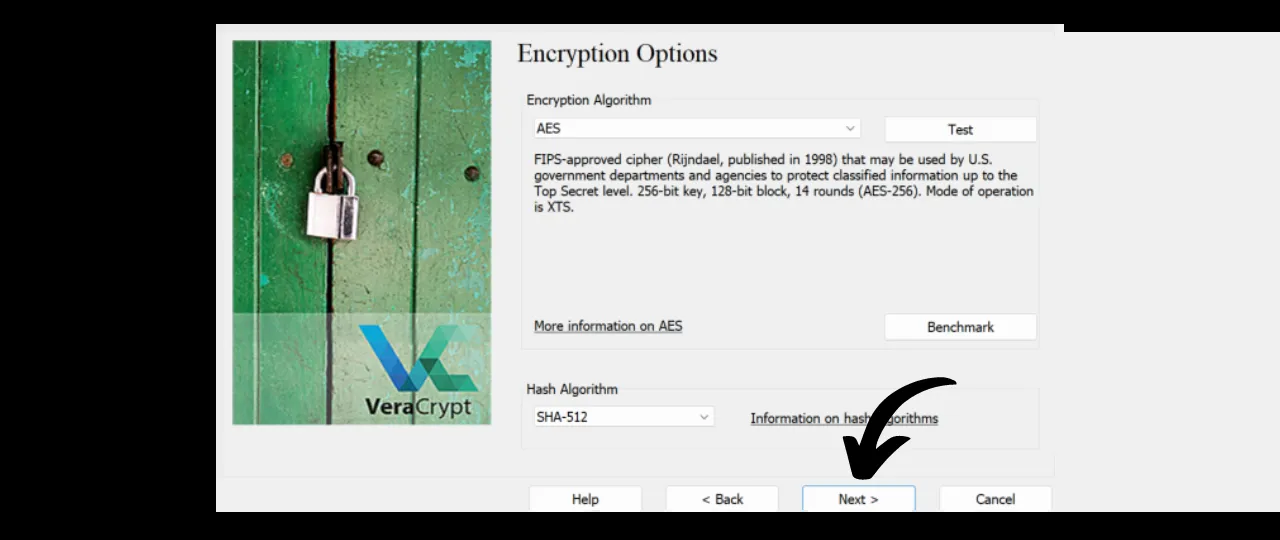 Encryption Options
Encryption Algorithm
AES
Test
FIPS-approved cipher (Rijndael, published in 1998) that may be used by U.S.
government departments and agencies to protect classified information up to the
Top Secret level. 256-bit key, 128-bit block, 14 rounds (AES-256). Mode of operation
is XTS.
More information on AES
Benchmark
VeraCrypt
Hash Algorithm
SHA-512
Information on hash algorithms
Help
< Back
Next >
Cancel